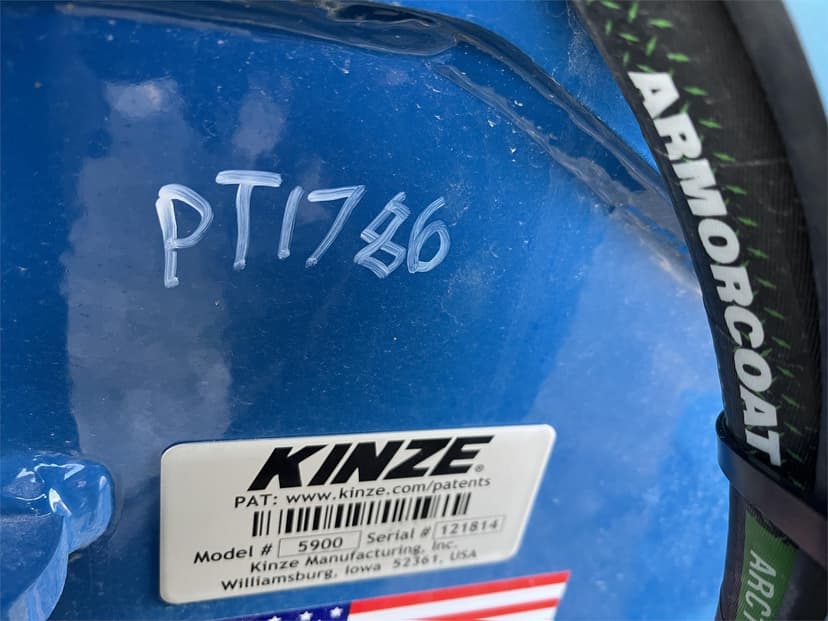 PT1786
ARMORCOAT
KINZE®
PAT: www.kinze.com/patents
Model # 5900 Serial # 121814
Kinze Manufacturing, Inc.
Williamsburg, Iowa 52361, USA